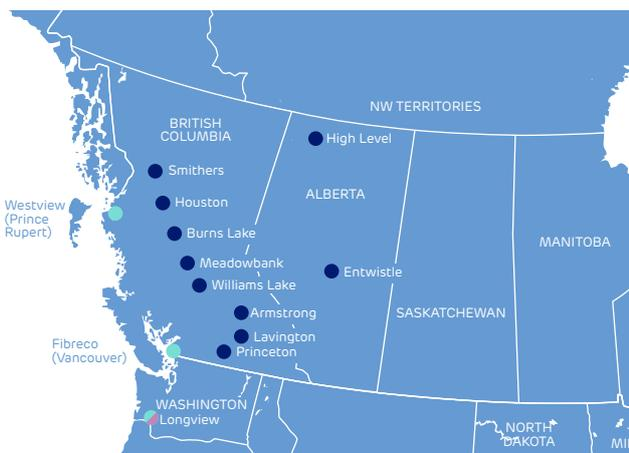 NW TERRITORIES
BRITISH
COLUMBIA
High Level
Smithers
ALBERTA
Westview
(Prince
Rupert)
Houston
Burns Lake
MANITOBA
Meadowbank
Entwistle
Williams Lake
Armstrong
SASKATCHEWAN
Fibreco
(Vancouver)
Lavington
Princeton
WASHINGTON
Longview
NORTH
DAKOTA
MI